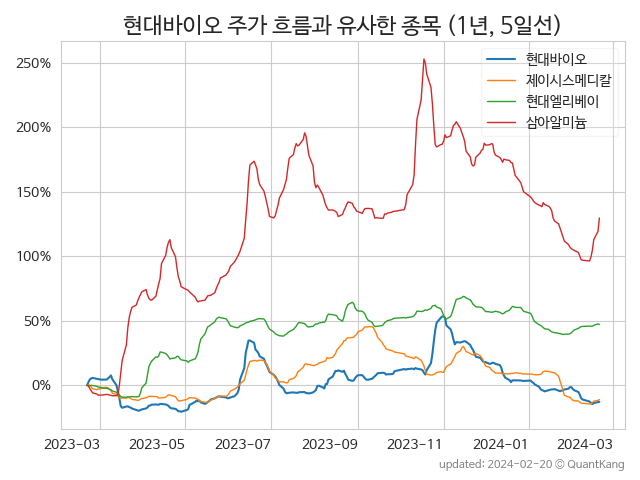 현대바이오 주가 흐름과 유사한 종목 (1년, 5일선)
현대바이오
제이시스메디칼
현대엘리베이
삼아알미늄
250%
200%
150%
100%
50%
0%
2023-03 2023-05 2023-07 2023-09 2023-11 2024-01 2024-03
updated: 2024-02-20 © QuantKang